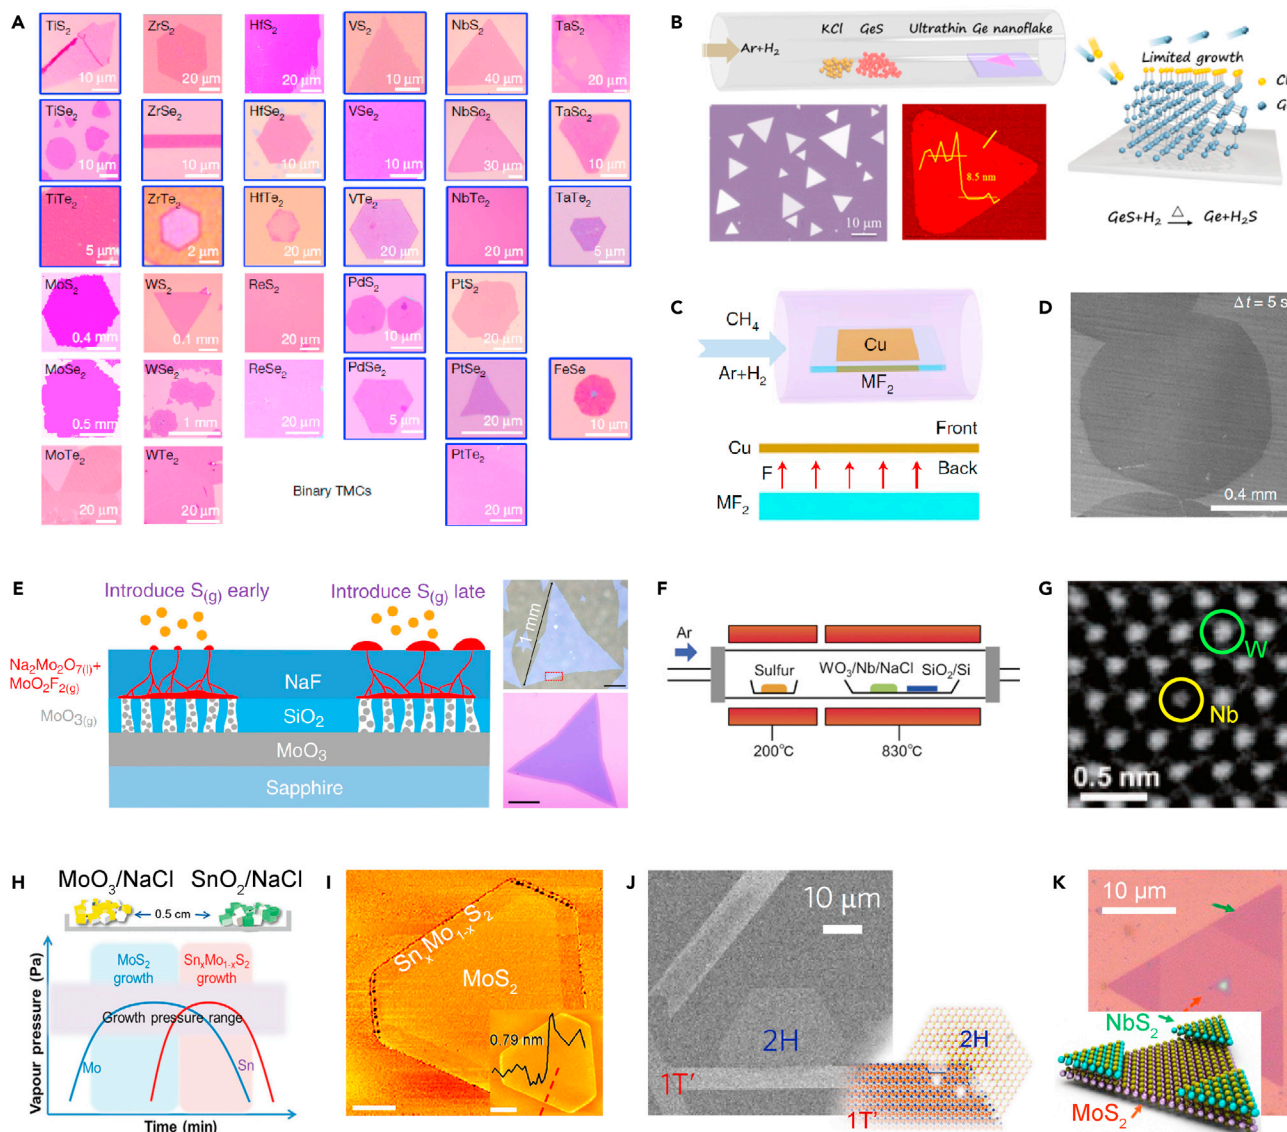 A
TiS2
10 μm
ZrS2
20 μm
HfS2
20 μm
VS2
10 μm
NbS2
40 μm
TaS2
20 μm
TiSe2
10 μm
ZrSe2
10 μm
HfSe2
10 μm
VSe2
10 μm
NbSe2
30 μm
TaSe2
10 μm
TiTe2
5 μm
ZrTe2
2 μm
HfTe2
20 μm
VTe2
20 μm
NbTe2
20 μm
TaTe2
5 μm
MoS2
0.4 mm
WS2
0.1 mm
ReS2
20 μm
PdS2
10 μm
PtS2
20 μm
MoSe2
0.5 mm
WSe2
1 mm
ReSe2
20 μm
PdSe2
5 μm
PtSe2
20 μm
FeSe
10 μm
MoTe2
20 μm
WTe2
20 μm
Binary TMCs
PtTe2
20 μm
B
Ar+H2
KCl GeS Ultrathin Ge nanoflake
10 μm
8.5 nm
Limited growth
GeS+H2 △→ Ge+H2S
C
CH4
Ar+H2
Cu
MF2
Cu
Front
F
Back
MF2
D
Δt = 5 s
0.4 mm
E
Introduce S(g) early
Introduce S(g) late
Na2Mo2O7(l)+
MoO2F2(g)
MoO3(g)
NaF
SiO2
MoO3
Sapphire
1 mm
F
Ar
Sulfur
WO3/Nb/NaCl
SiO2/Si
200°C
830°C
G
W
Nb
0.5 nm
H
MoO3/NaCl
SnO2/NaCl
0.5 cm
Vapour pressure (Pa)
MoS2
growth
SnxMo1-xS2
growth
Growth pressure range
Mo
Sn
Time (min)
I
SnxMo1-xS2
MoS2
0.79 nm
J
10 μm
2H
1T′
2H
1T′
K
10 μm
NbS2
MoS2